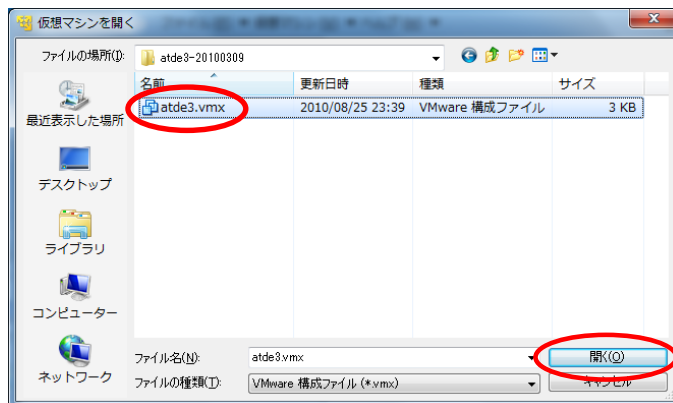 仮想マシンを開く
ファイルの場所(I):
atde3-20100309
名前 更新日時 種類 サイズ
atde3.vmx 2010/08/25 23:39 VMware 構成ファイル 3 KB
最近表示した場所
デスクトップ
ライブラリ
コンピューター
ネットワーク
ファイル名(N): atde3.vmx 開く(O)
ファイルの種類(T): VMware 構成ファイル (*.vmx) キャンセル